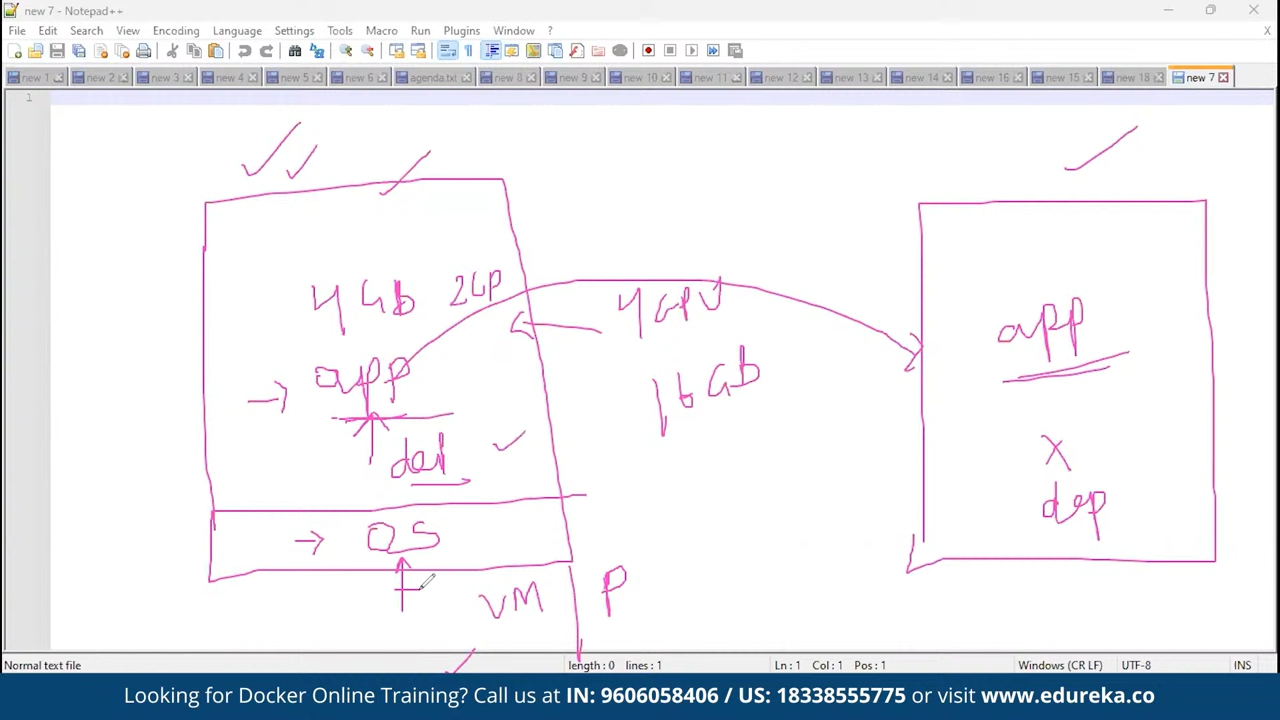 new 7 - Notepad++
File Edit Search View Encoding Language Settings Tools Macro Run Plugins Window ?
X
new 1 new 2 new 3 new 4 new 5 new 6 agenda.txt new 8 new 9 new 10 new 11 new 12 new 13 new 14 new 16 new 15 new 18 new 7
1
4 Gb
app
dep
OS
VM
P
16 Gb
app
X
dep
Normal text file length : 0 lines : 1 Ln : 1 Col : 1 Pos : 1 Windows (CR LF) UTF-8 INS
Looking for Docker Online Training? Call us at IN: 9606058406 / US: 18338555775 or visit www.edureka.co